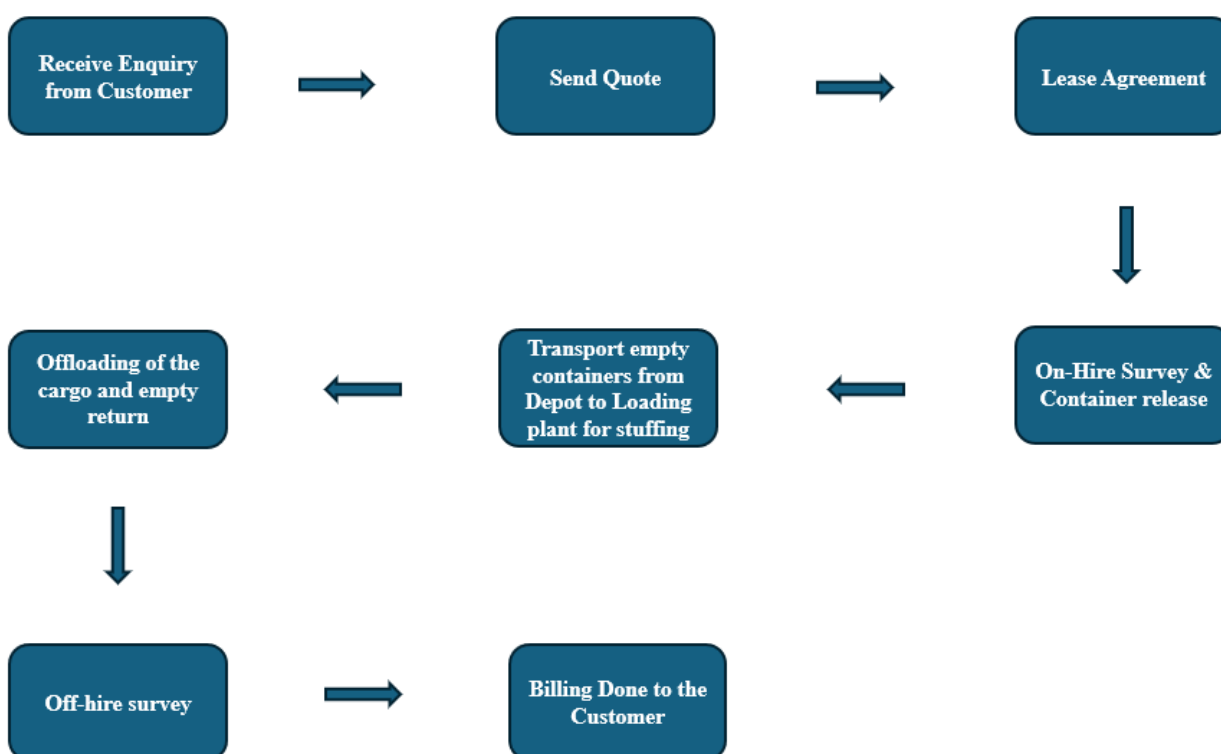 Receive Enquiry
from Customer
Send Quote
Lease Agreement
On-Hire Survey &
Container release
Transport empty
containers from
Depot to Loading
plant for stuffing
Offloading of the
cargo and empty
return
Off-hire survey
Billing Done to the
Customer